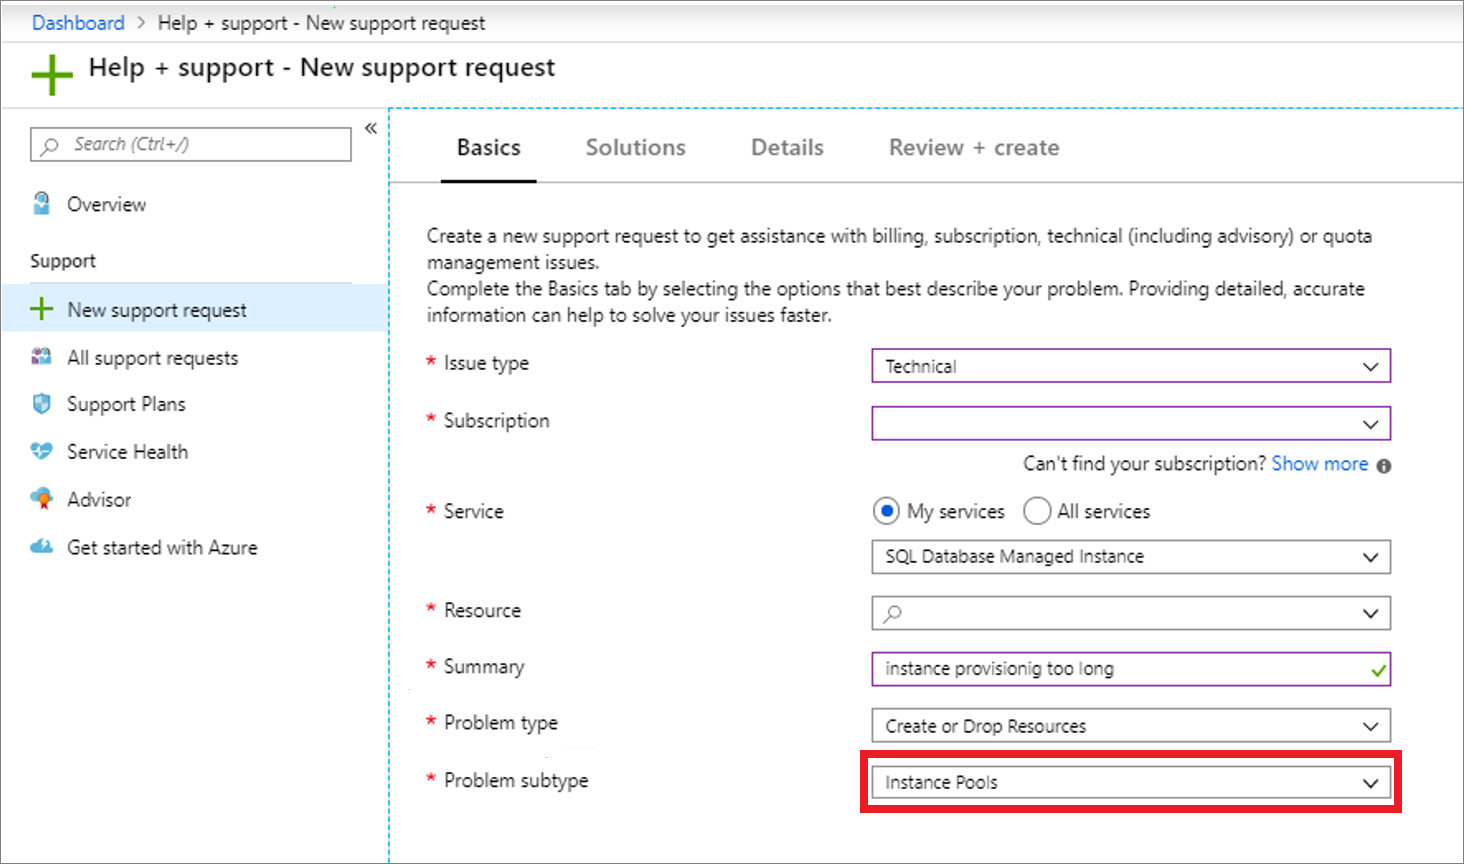 Dashboard > Help + support - New support request
Help + support - New support request
Search (Ctrl+/)
«
Overview
Support
New support request
All support requests
Support Plans
Service Health
Advisor
Get started with Azure
Basics Solutions Details Review + create
Create a new support request to get assistance with billing, subscription, technical (including advisory) or quota
management issues.
Complete the Basics tab by selecting the options that best describe your problem. Providing detailed, accurate
information can help to solve your issues faster.
* Issue type Technical
* Subscription
Can't find your subscription? Show more
* Service My services All services
SQL Database Managed Instance
* Resource
* Summary instance provisionig too long
* Problem type Create or Drop Resources
* Problem subtype Instance Pools